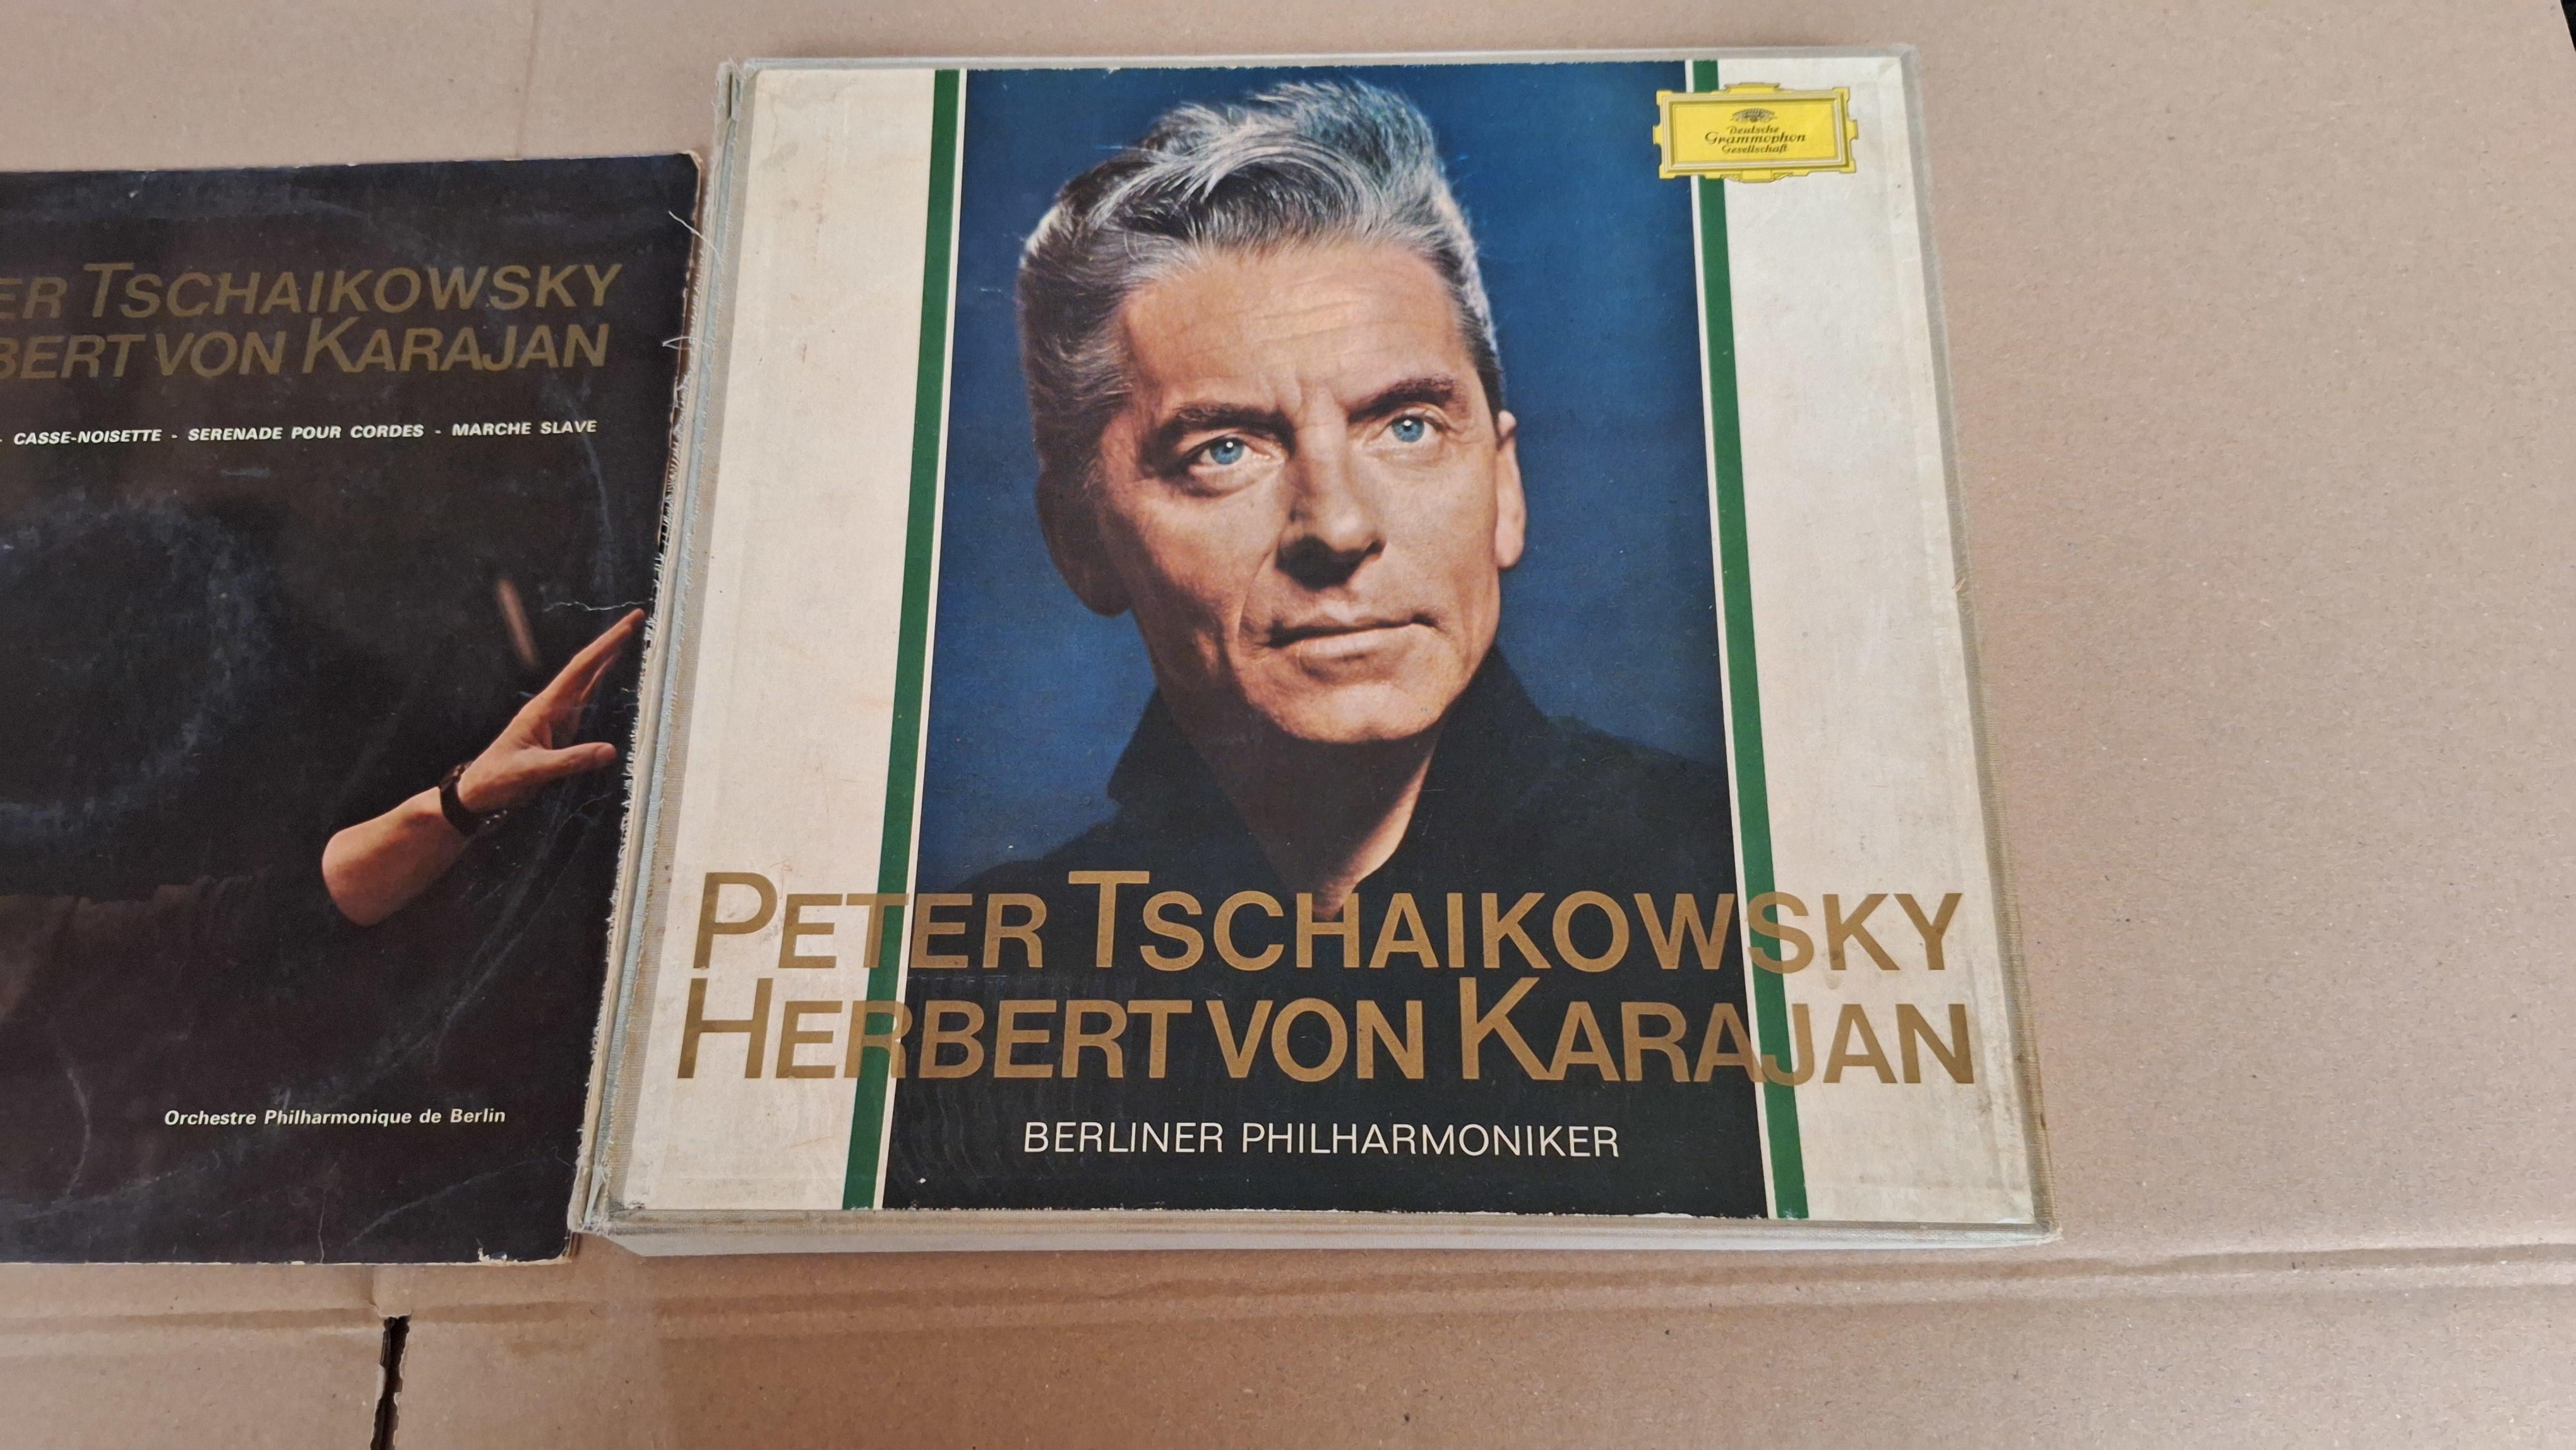 ER TSCHAIKOWSKY
BERT VON KARAJAN
- CASSE-NOISETTE - SERENADE POUR CORDES - MARCHE SLAVE
Orchestre Philharmonique de Berlin
Deutsche
Grammophon
Gesellschaft
PETER TSCHAIKOWSKY
HERBERT VON KARAJAN
BERLINER PHILHARMONIKER